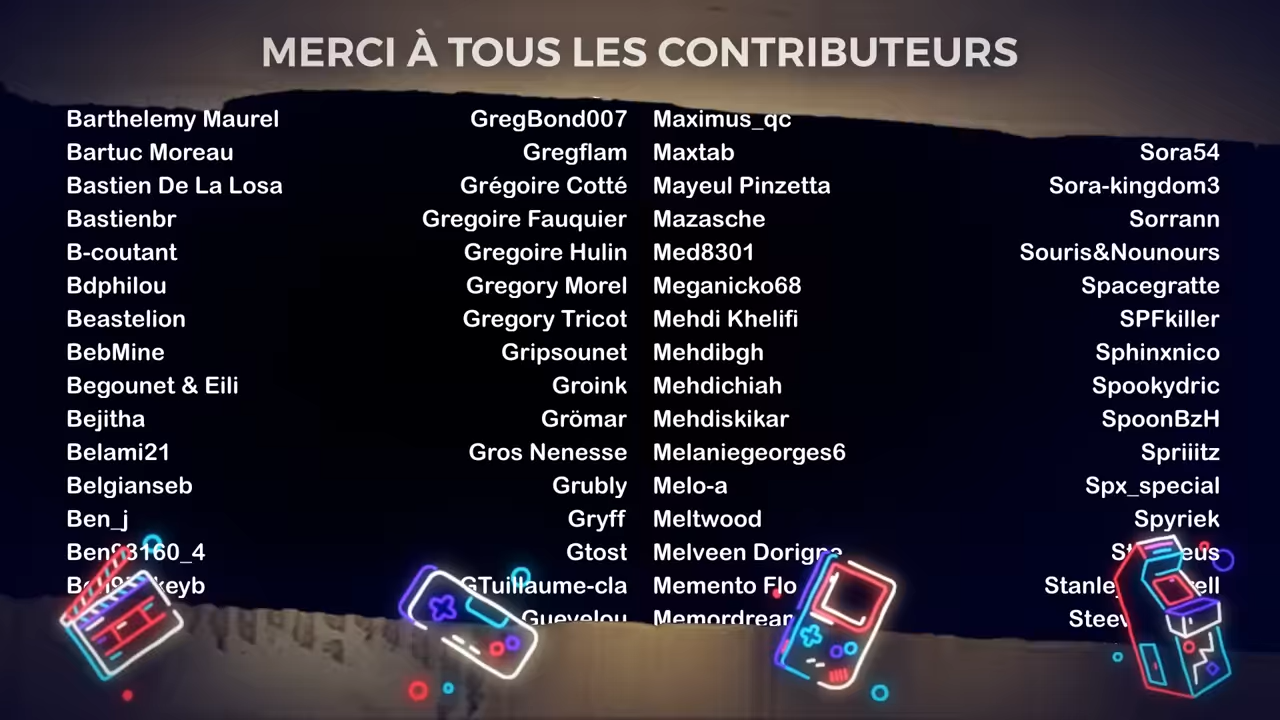 MERCI À TOUS LES CONTRIBUTEURS
Barthelemy Maurel
Bartuc Moreau
Bastien De La Losa
Bastienbr
B-coutant
Bdphilou
Beastelion
BebMine
Begounet & Eili
Bejitha
Belami21
Belgianseb
Ben_j
GregBond007
Gregflam
Grégoire Cotté
Gregoire Fauquier
Gregoire Hulin
Gregory Morel
Gregory Tricot
Gripsounet
Groink
Grömar
Gros Nenesse
Grubly
Gryff
Gtost
GTuillaume-cla
Guevelou
Maximus_qc
Maxtab
Mayeul Pinzetta
Mazasche
Med8301
Meganicko68
Mehdi Khelifi
Mehdibgh
Mehdichiah
Mehdiskikar
Melaniegeorges6
Melo-a
Meltwood
Melveen Dorigne
Memento Flo
Sora54
Sora-kingdom3
Sorrann
Souris&Nounours
Spacegratte
SPFkiller
Sphinxnico
Spookydric
SpoonBzH
Spriiitz
Spx_special
Spyriek